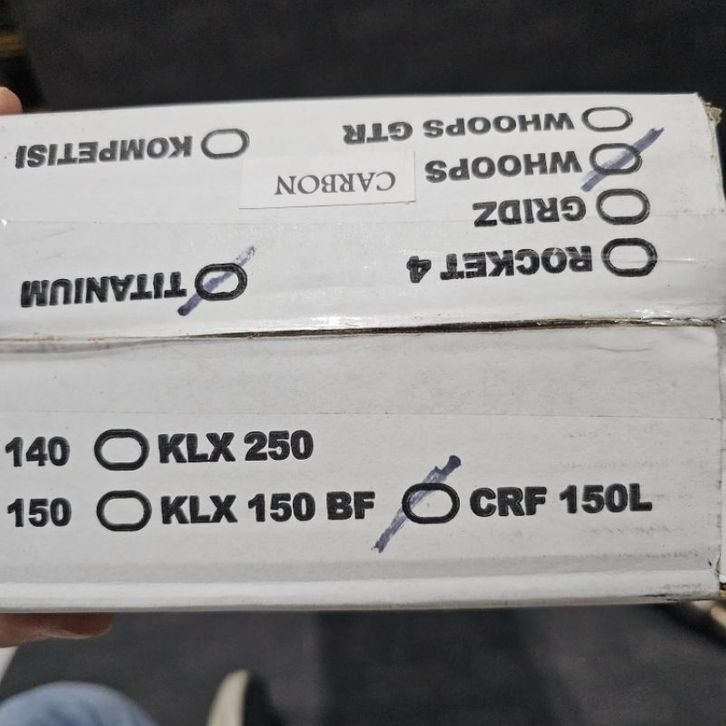 ROCKET 4 TITANIUM
GRIDZ
WHOOPS CARBON
WHOOPS GTR KOMPETISI
140 KLX 250
150 KLX 150 BF CRF 150L